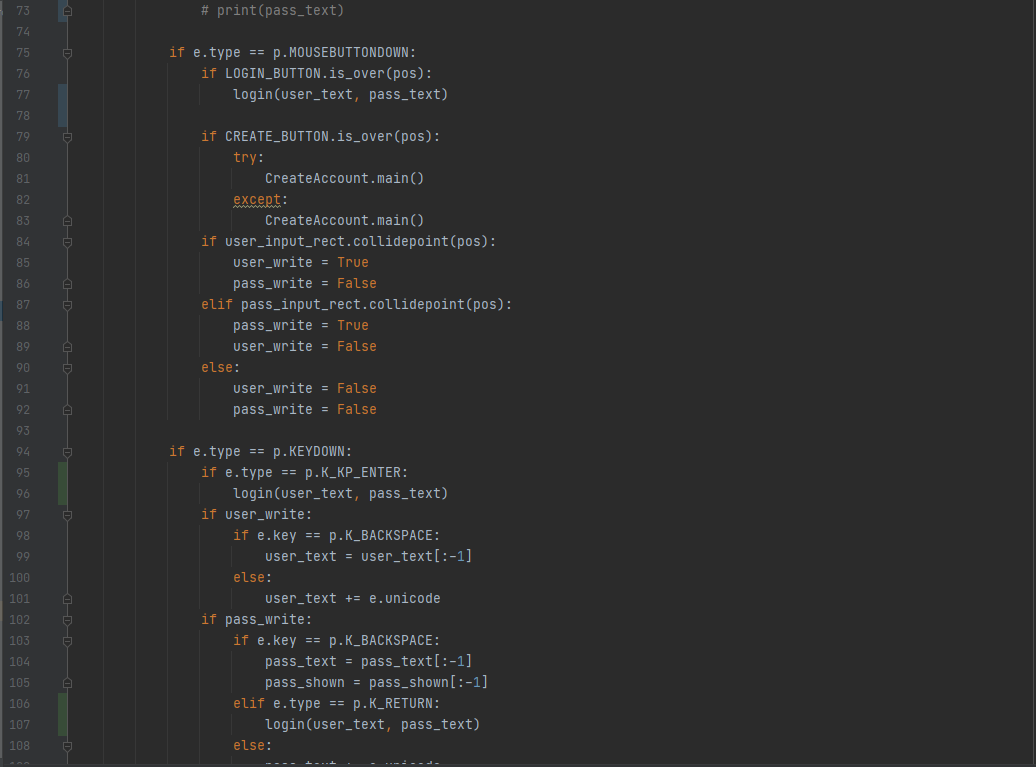 73 # print(pass_text)
74
75 if e.type == p.MOUSEBUTTONDOWN:
76 if LOGIN_BUTTON.is_over(pos):
77 login(user_text, pass_text)
78
79 if CREATE_BUTTON.is_over(pos):
80 try:
81 CreateAccount.main()
82 except:
83 CreateAccount.main()
84 if user_input_rect.collidepoint(pos):
85 user_write = True
86 pass_write = False
87 elif pass_input_rect.collidepoint(pos):
88 pass_write = True
89 user_write = False
90 else:
91 user_write = False
92 pass_write = False
93
94 if e.type == p.KEYDOWN:
95 if e.type == p.K_KP_ENTER:
96 login(user_text, pass_text)
97 if user_write:
98 if e.key == p.K_BACKSPACE:
99 user_text = user_text[:-1]
100 else:
101 user_text += e.unicode
102 if pass_write:
103 if e.key == p.K_BACKSPACE:
104 pass_text = pass_text[:-1]
105 pass_shown = pass_shown[:-1]
106 elif e.type == p.K_RETURN:
107 login(user_text, pass_text)
108 else: